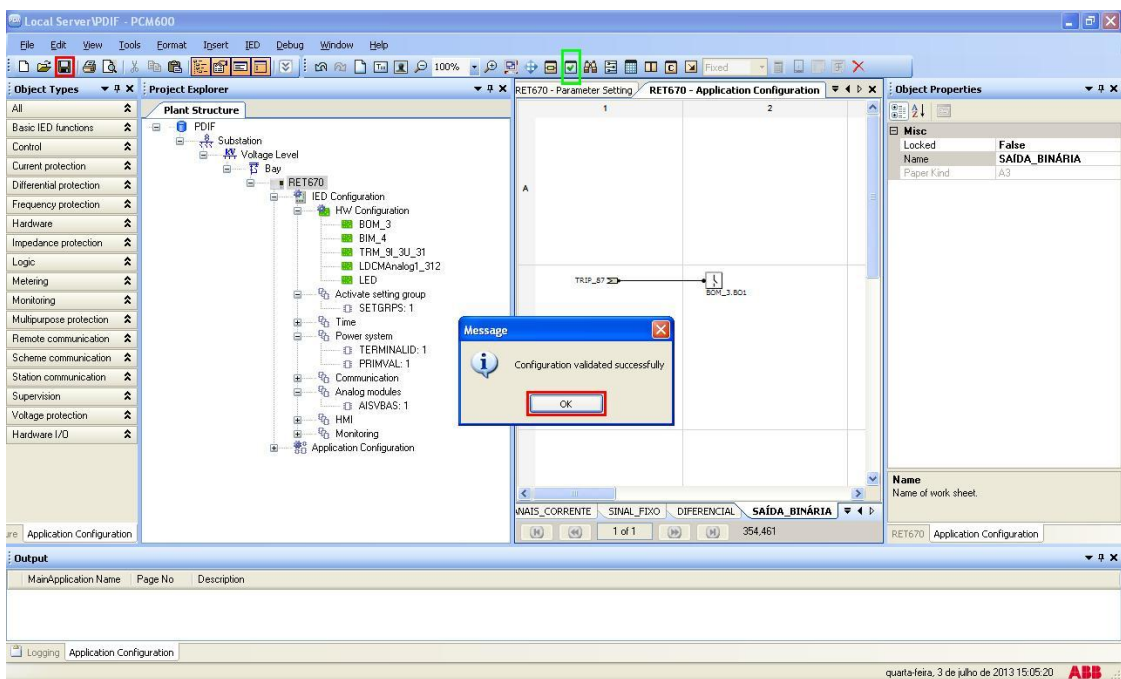 Local Server\PDIF - PCM600
File Edit View Tools Format Insert IED Debug Window Help
100%
Fixed
Object Types
All
Basic IED functions
Control
Current protection
Differential protection
Frequency protection
Hardware
Impedance protection
Logic
Metering
Monitoring
Multipurpose protection
Remote communication
Scheme communication
Station communication
Supervision
Voltage protection
Hardware I/O
Application Configuration
Project Explorer
Plant Structure
PDIF
Substation
Voltage Level
Bay
RET670
IED Configuration
HW Configuration
BOM_3
BIM_4
TRM_9I_3U_31
LDCMAnalog1_312
LED
Activate setting group
SETGRPS: 1
Time
Power system
TERMINALID: 1
PRIMVAL: 1
Communication
Analog modules
AISVBAS: 1
HMI
Monitoring
Application Configuration
RET670 - Parameter Setting RET670 - Application Configuration
1 2
A
TRIP_87
BOM_3.BO1
Message
Configuration validated successfully
OK
NAIS_CORRENTE SINAL_FIXO DIFERENCIAL SAÍDA_BINÁRIA
1 of 1 354,461
Object Properties
Misc
Locked False
Name SAÍDA_BINÁRIA
Paper Kind A3
Name
Name of work sheet.
RET670 Application Configuration
Output
MainApplication Name Page No Description
Logging Application Configuration
quarta-feira, 3 de julho de 2013 15:05:20 ABB